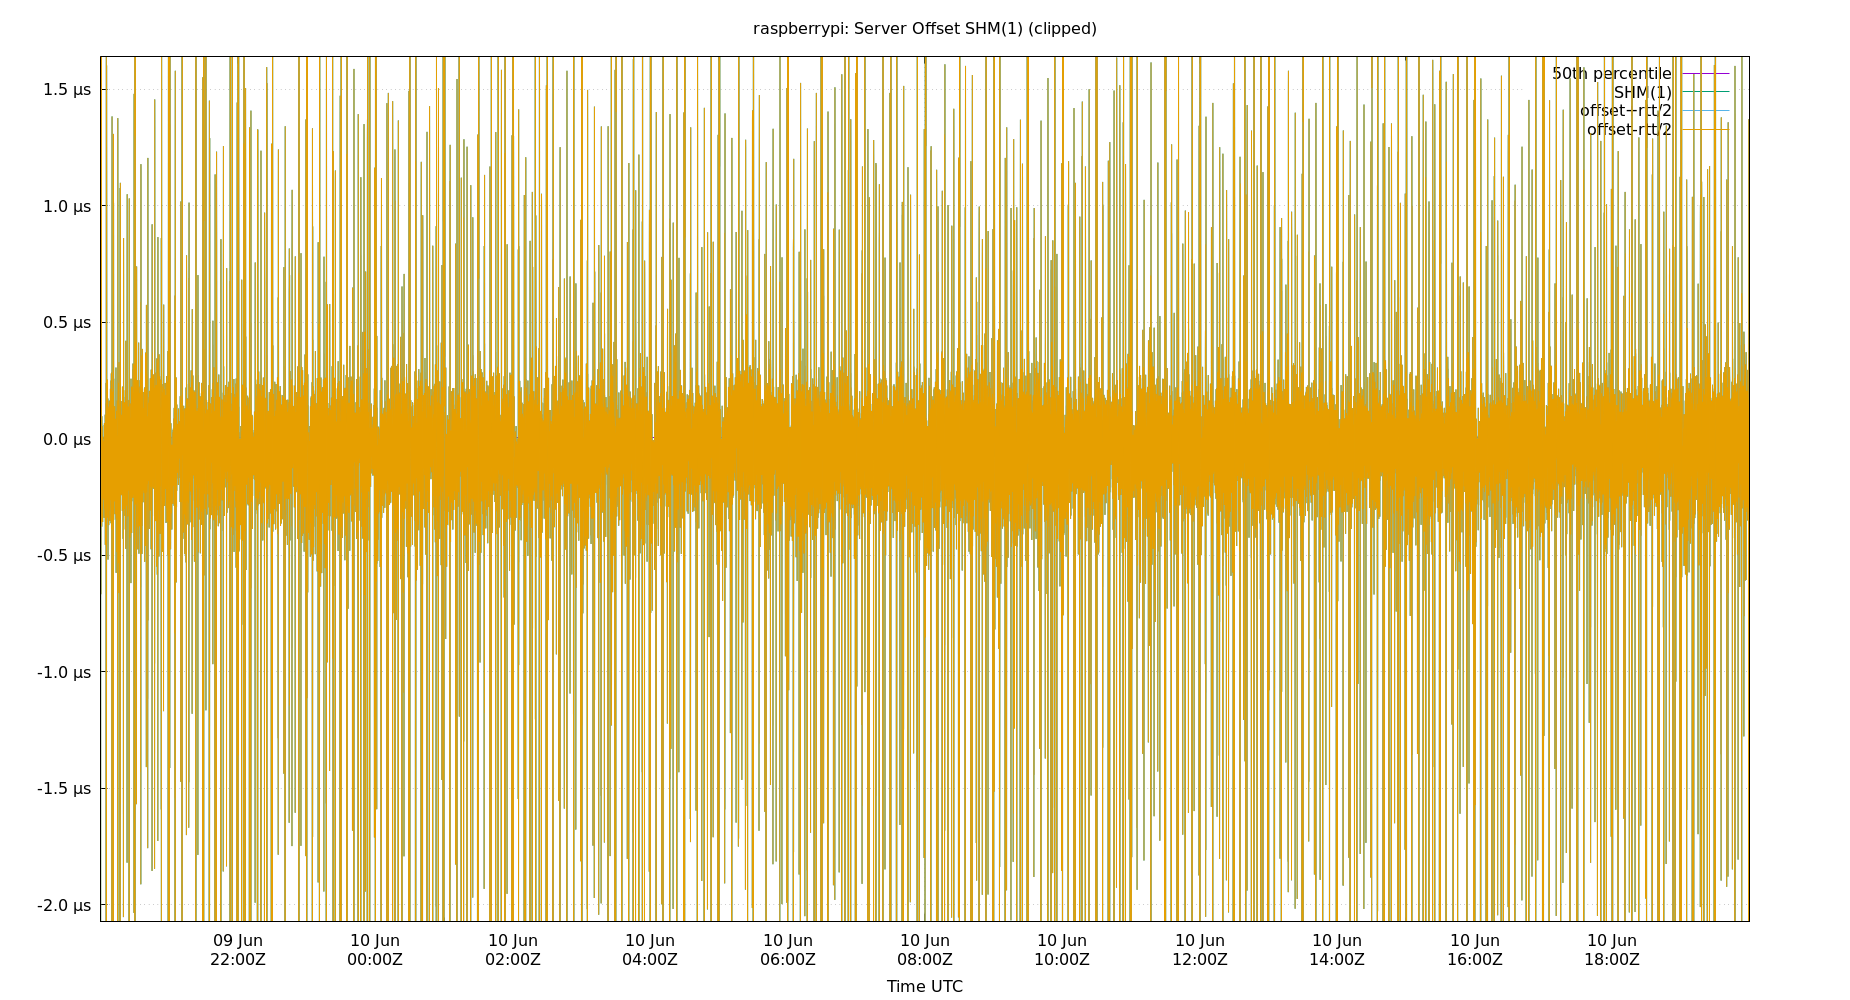 raspberrypi: Server Offset SHM(1) (clipped)
50th percentile
SHM(1)
offset+rtt/2
offset-rtt/2
1.5 µs
1.0 µs
0.5 µs
0.0 µs
-0.5 µs
-1.0 µs
-1.5 µs
-2.0 µs
09 Jun 10 Jun 10 Jun 10 Jun 10 Jun 10 Jun 10 Jun 10 Jun 10 Jun 10 Jun 10 Jun
22:00Z 00:00Z 02:00Z 04:00Z 06:00Z 08:00Z 10:00Z 12:00Z 14:00Z 16:00Z 18:00Z
Time UTC